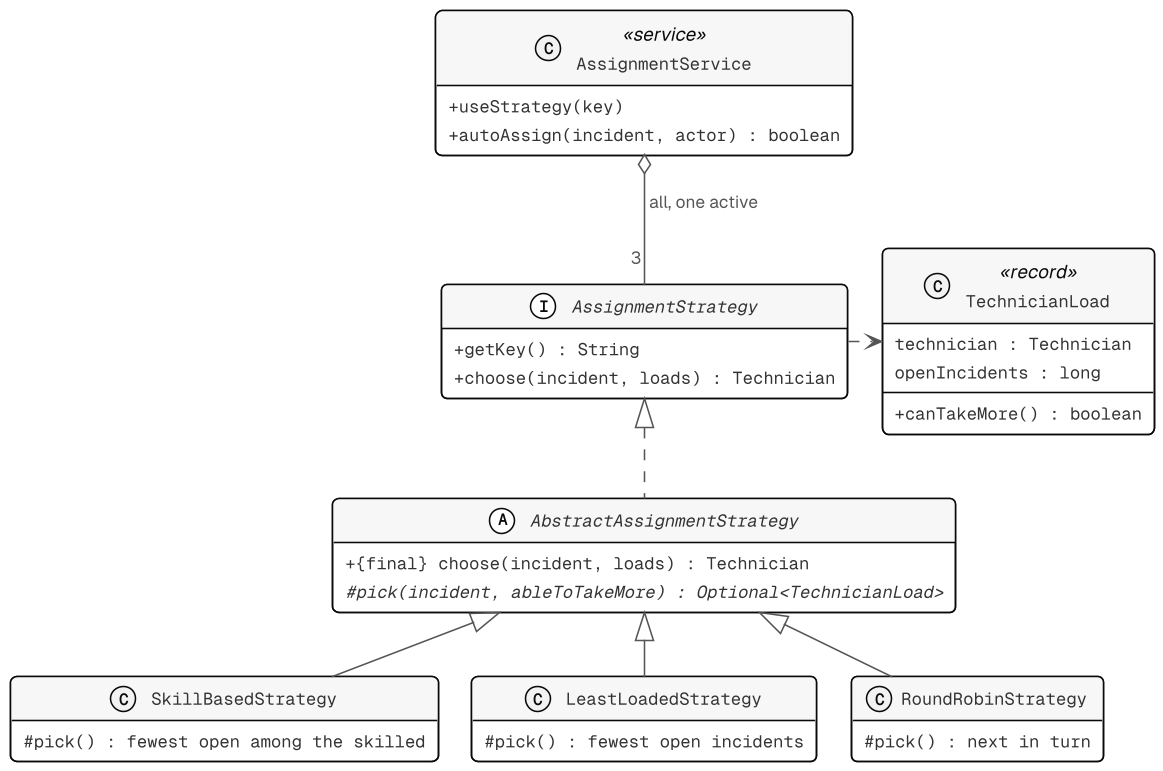 «service»
C
AssignmentService
+useStrategy(key)
+autoAssign(incident, actor) : boolean
all, one active
3
I AssignmentStrategy
+getKey() : String
+choose(incident, loads) : Technician
«record»
C
TechnicianLoad
technician : Technician
openIncidents : long
+canTakeMore() : boolean
A AbstractAssignmentStrategy
+{final} choose(incident, loads) : Technician
#pick(incident, ableToTakeMore) : Optional<TechnicianLoad>
C SkillBasedStrategy
#pick() : fewest open among the skilled
C LeastLoadedStrategy
#pick() : fewest open incidents
C RoundRobinStrategy
#pick() : next in turn